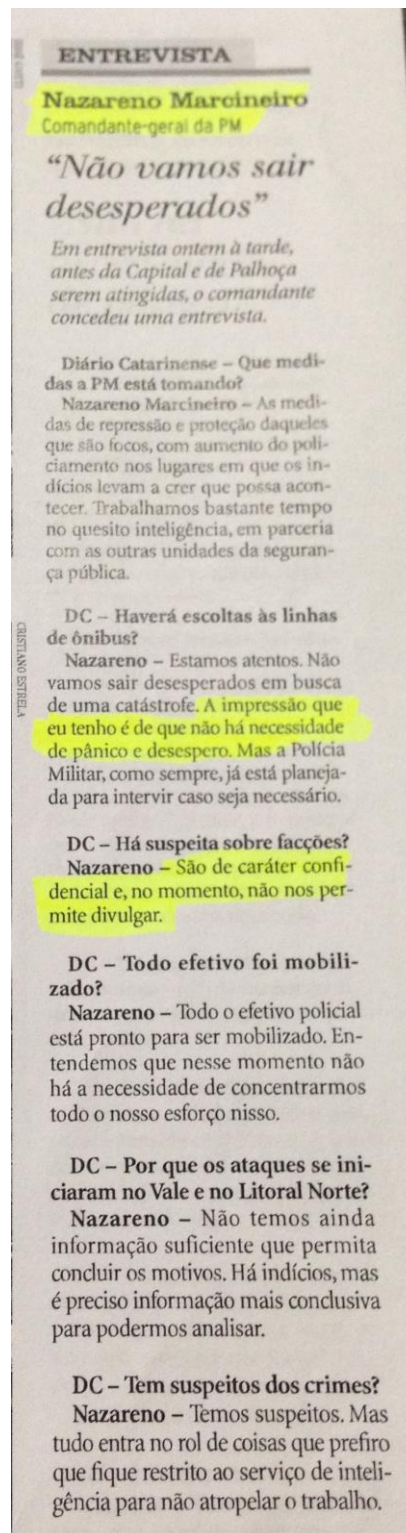 ENTREVISTA
Nazareno Marcineiro
Comandante-geral da PM
“Não vamos sair
desesperados”
Em entrevista ontem à tarde,
antes da Capital e de Palhoça
serem atingidas, o comandante
concedeu uma entrevista.
Diário Catarinense – Que medi-
das a PM está tomando?
Nazareno Marcineiro – As medi-
das de repressão e proteção daqueles
que são focos, com aumento do poli-
ciamento nos lugares em que os in-
dícios levam a crer que possa acon-
tecer. Trabalhamos bastante tempo
no quesito inteligência, em parceria
com as outras unidades da seguran-
ça pública.
DC – Haverá escoltas às linhas
de ônibus?
Nazareno – Estamos atentos. Não
vamos sair desesperados em busca
de uma catástrofe. A impressão que
eu tenho é de que não há necessidade
de pânico e desespero. Mas a Polícia
Militar, como sempre, já está planeja-
da para intervir caso seja necessário.
DC – Há suspeita sobre facções?
Nazareno – São de caráter confi-
dencial e, no momento, não nos per-
mite divulgar.
DC – Todo efetivo foi mobili-
zado?
Nazareno – Todo o efetivo policial
está pronto para ser mobilizado. En-
tendemos que nesse momento não
há a necessidade de concentrarmos
todo o nosso esforço nisso.
DC – Por que os ataques se ini-
ciaram no Vale e no Litoral Norte?
Nazareno – Não temos ainda
informação suficiente que permita
concluir os motivos. Há indícios, mas
é preciso informação mais conclusiva
para podermos analisar.
DC – Tem suspeitos dos crimes?
Nazareno – Temos suspeitos. Mas
tudo entra no rol de coisas que prefiro
que fique restrito ao serviço de inteli-
gência para não atropelar o trabalho.
CRISTIANO ESTRELA